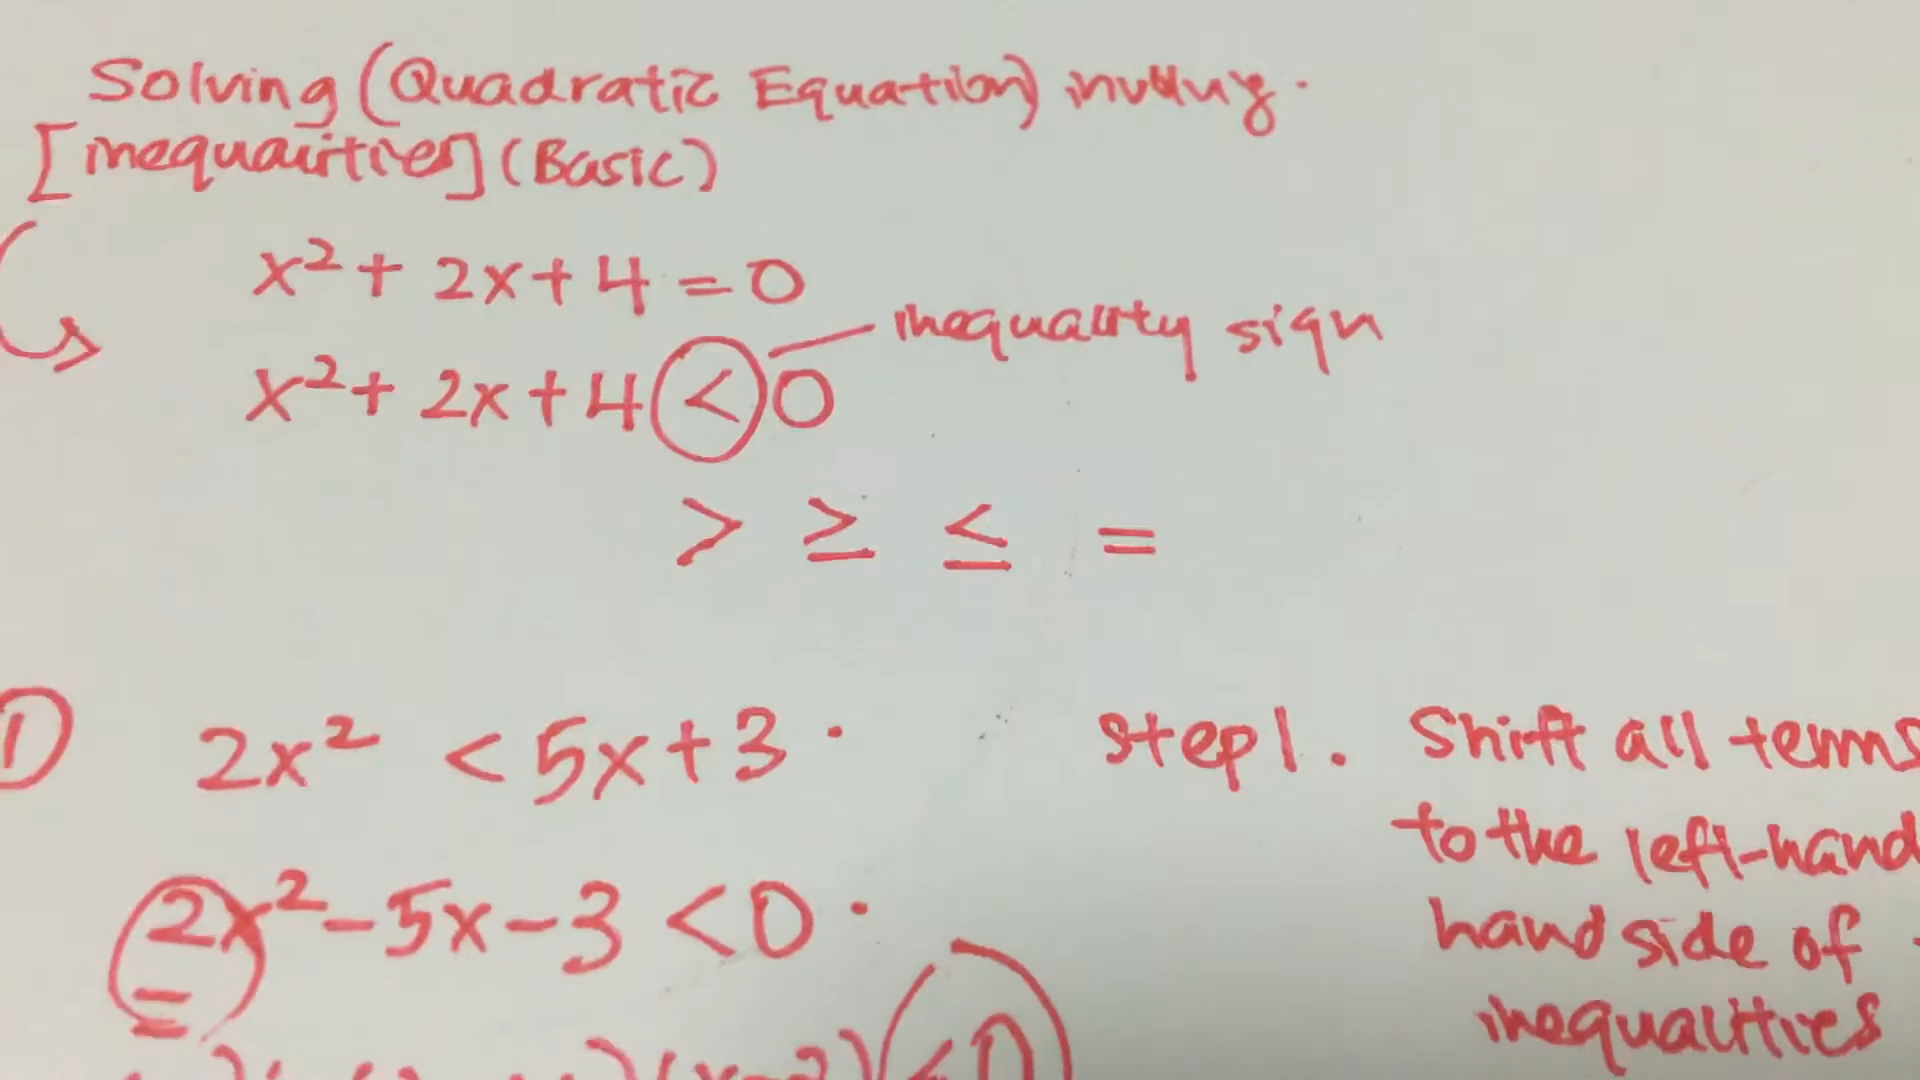 Solving (Quadratic Equation)
[inequalities] (Basic)
x² + 2x + 4 = 0
x² + 2x + 4 < 0
inequality sign
> ≥ ≤ =
① 2x² < 5x + 3 .
step 1. Shift all terms
to the left-hand
hand side of
inequalities
2x² - 5x - 3 < 0 .